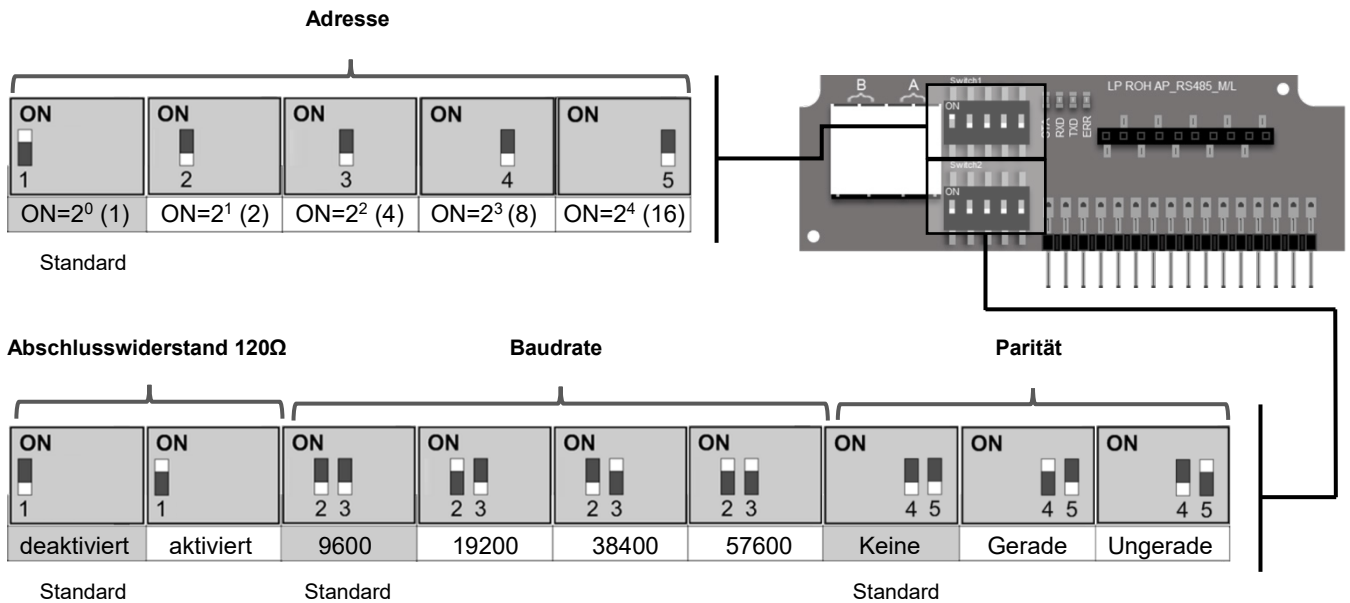 Adresse
ON ON ON ON ON
1 2 3 4 5
ON=2⁰ (1) ON=2¹ (2) ON=2² (4) ON=2³ (8) ON=2⁴ (16)
Standard
B A Switch1 LP ROH AP_RS485_M/L
ON
RXD TXD ERR
Switch2
ON
Abschlusswiderstand 120Ω Baudrate Parität
ON ON ON ON ON ON ON ON ON
1 1 2 3 2 3 2 3 2 3 4 5 4 5 4 5
deaktiviert aktiviert 9600 19200 38400 57600 Keine Gerade Ungerade
Standard Standard Standard